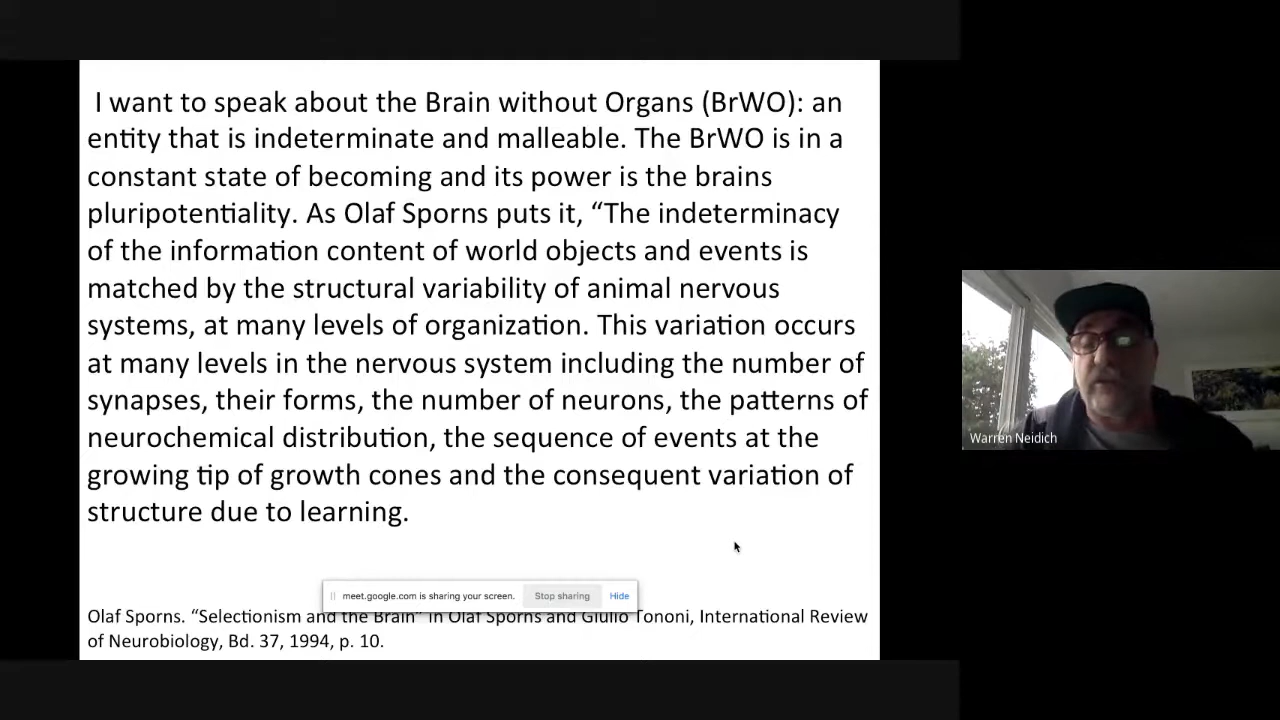 I want to speak about the Brain without Organs (BrWO): an
entity that is indeterminate and malleable. The BrWO is in a
constant state of becoming and its power is the brains
pluripotentiality. As Olaf Sporns puts it, “The indeterminacy
of the information content of world objects and events is
matched by the structural variability of animal nervous
systems, at many levels of organization. This variation occurs
at many levels in the nervous system including the number of
synapses, their forms, the number of neurons, the patterns of
neurochemical distribution, the sequence of events at the
growing tip of growth cones and the consequent variation of
structure due to learning.
Warren Neidich
meet.google.com is sharing your screen. Stop sharing Hide
Olaf Sporns. “Selectionism and the Brain” in Olaf Sporns and Giulio Tononi, International Review
of Neurobiology, Bd. 37, 1994, p. 10.